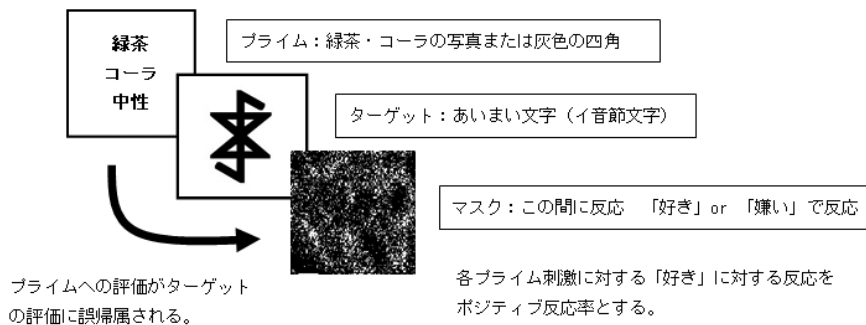 緑茶
コーラ
中性
プライム：緑茶・コーラの写真または灰色の四角
ターゲット：あいまい文字（イ音節文字）
マスク：この間に反応　「好き」or 「嫌い」で反応
プライムへの評価がターゲット
の評価に誤帰属される。
各プライム刺激に対する「好き」に対する反応を
ポジティブ反応率とする。